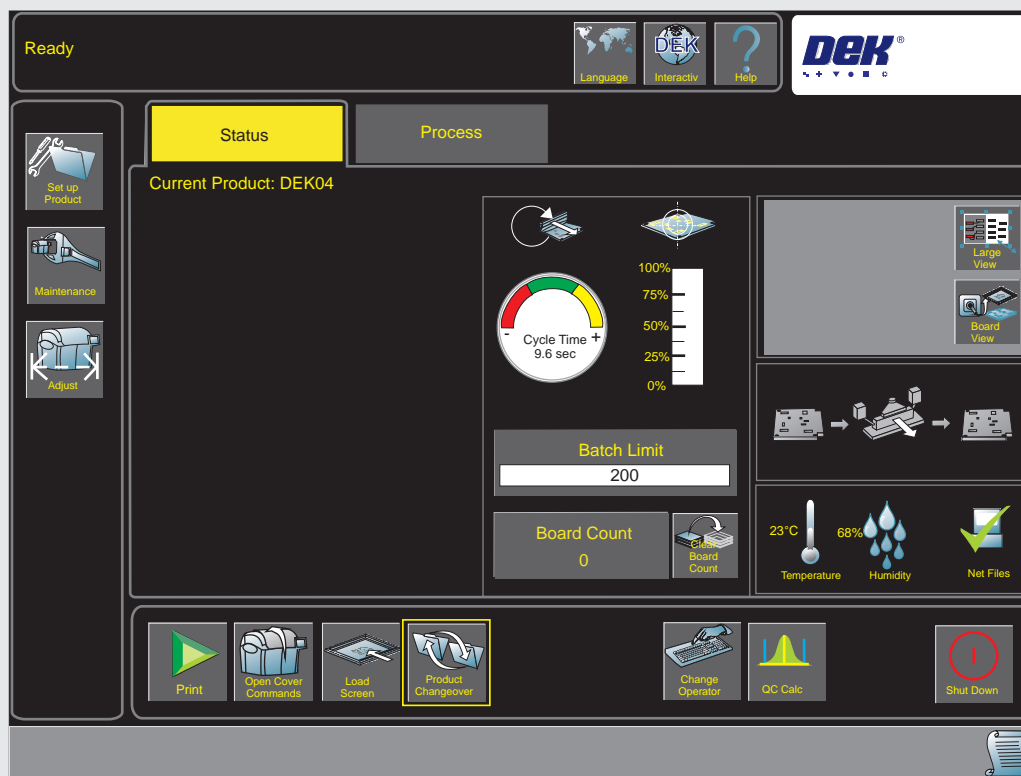 Ready
Language
DEK
Interactiv
Help
DEK®
Status
Process
Set up
Product
Maintenance
Adjust
Current Product: DEK04
100%
75%
50%
25%
0%
- Cycle Time +
9.6 sec
Batch Limit
200
Board Count
0
Clear
Board
Count
Large
View
Board
View
23°C
68%
Temperature
Humidity
Net Files
Print
Open Cover
Commands
Load
Screen
Product
Changeover
Change
Operator
QC Calc
Shut Down